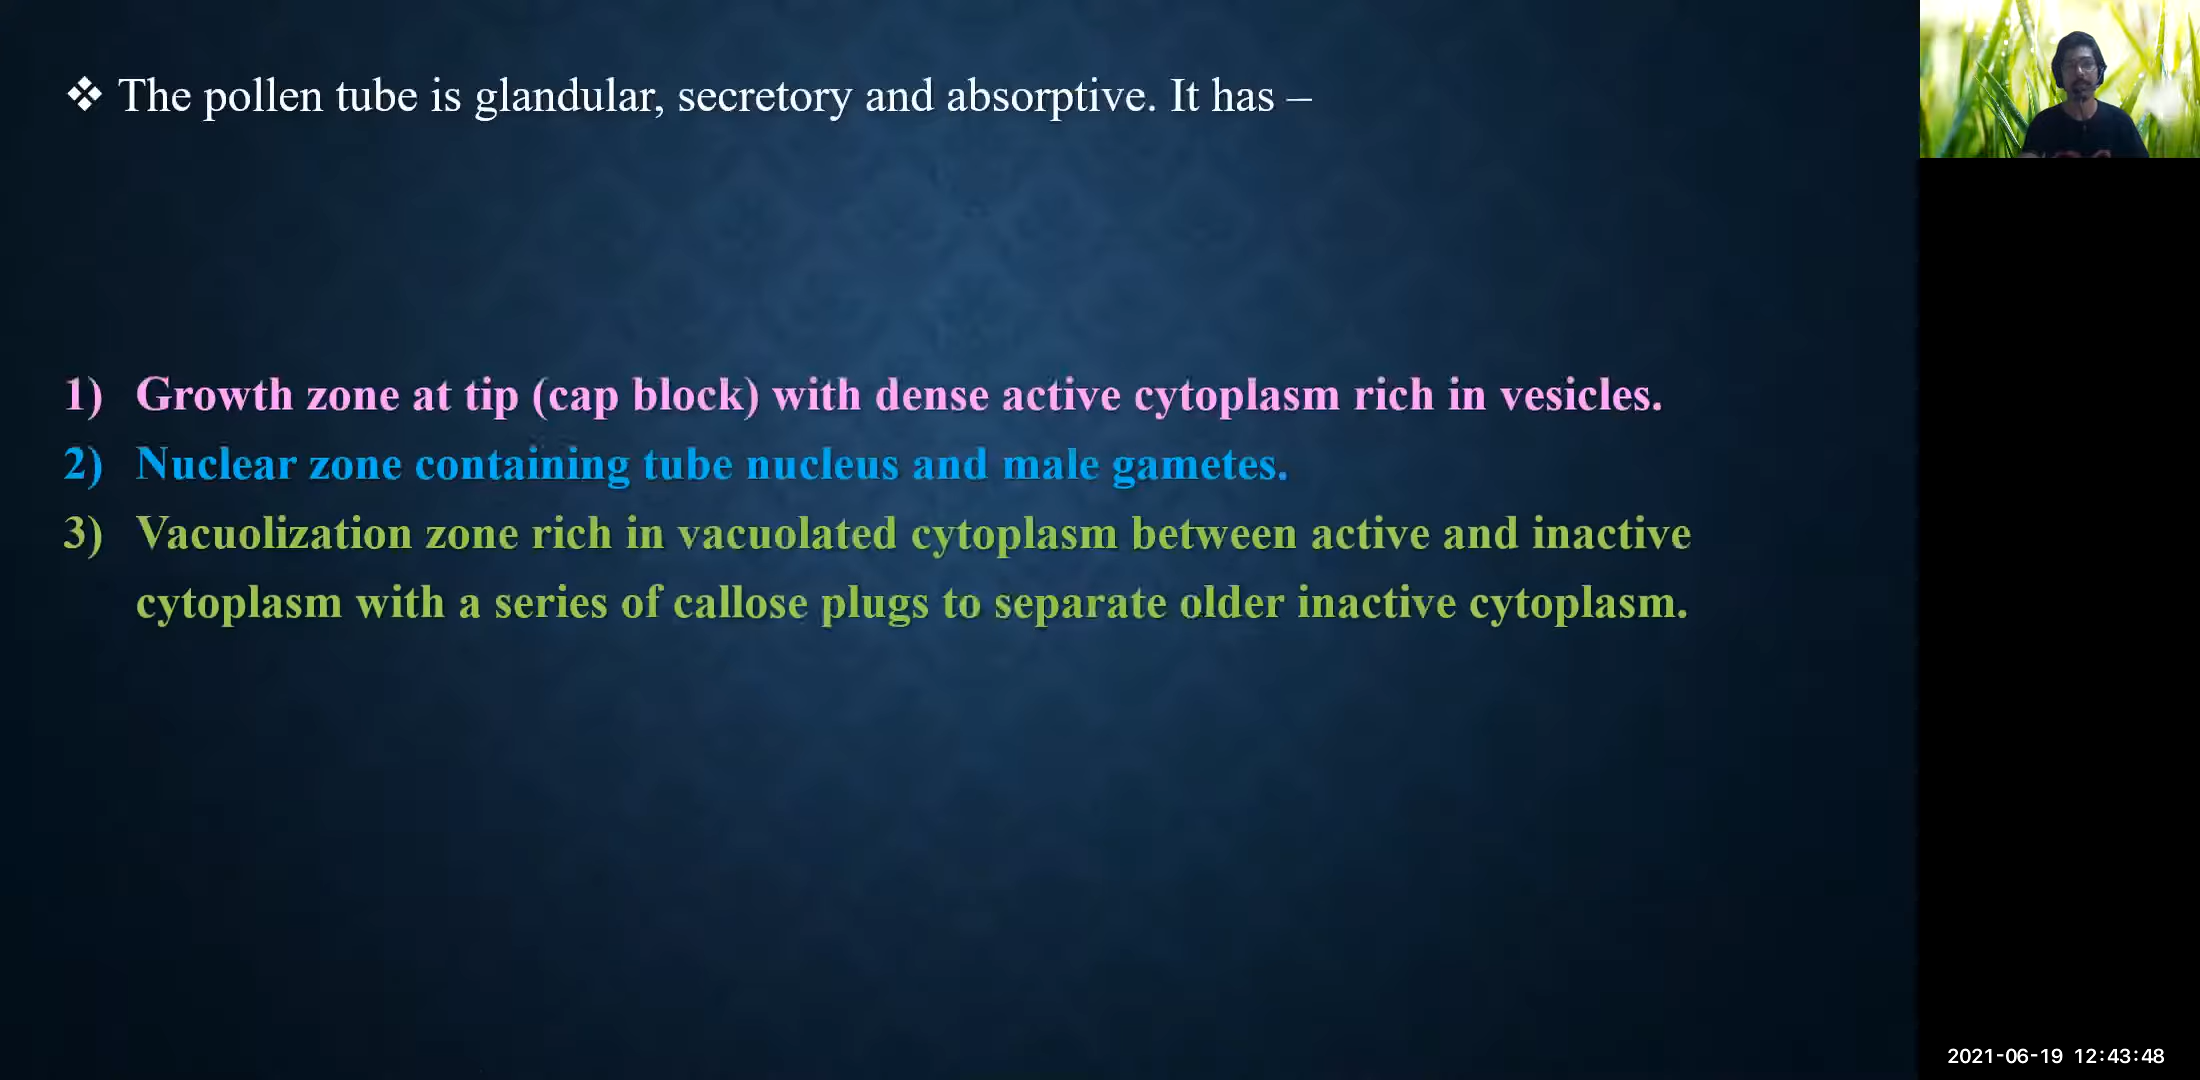 ❖ The pollen tube is glandular, secretory and absorptive. It has –
1) Growth zone at tip (cap block) with dense active cytoplasm rich in vesicles.
2) Nuclear zone containing tube nucleus and male gametes.
3) Vacuolization zone rich in vacuolated cytoplasm between active and inactive
cytoplasm with a series of callose plugs to separate older inactive cytoplasm.
2021-06-19 12:43:48